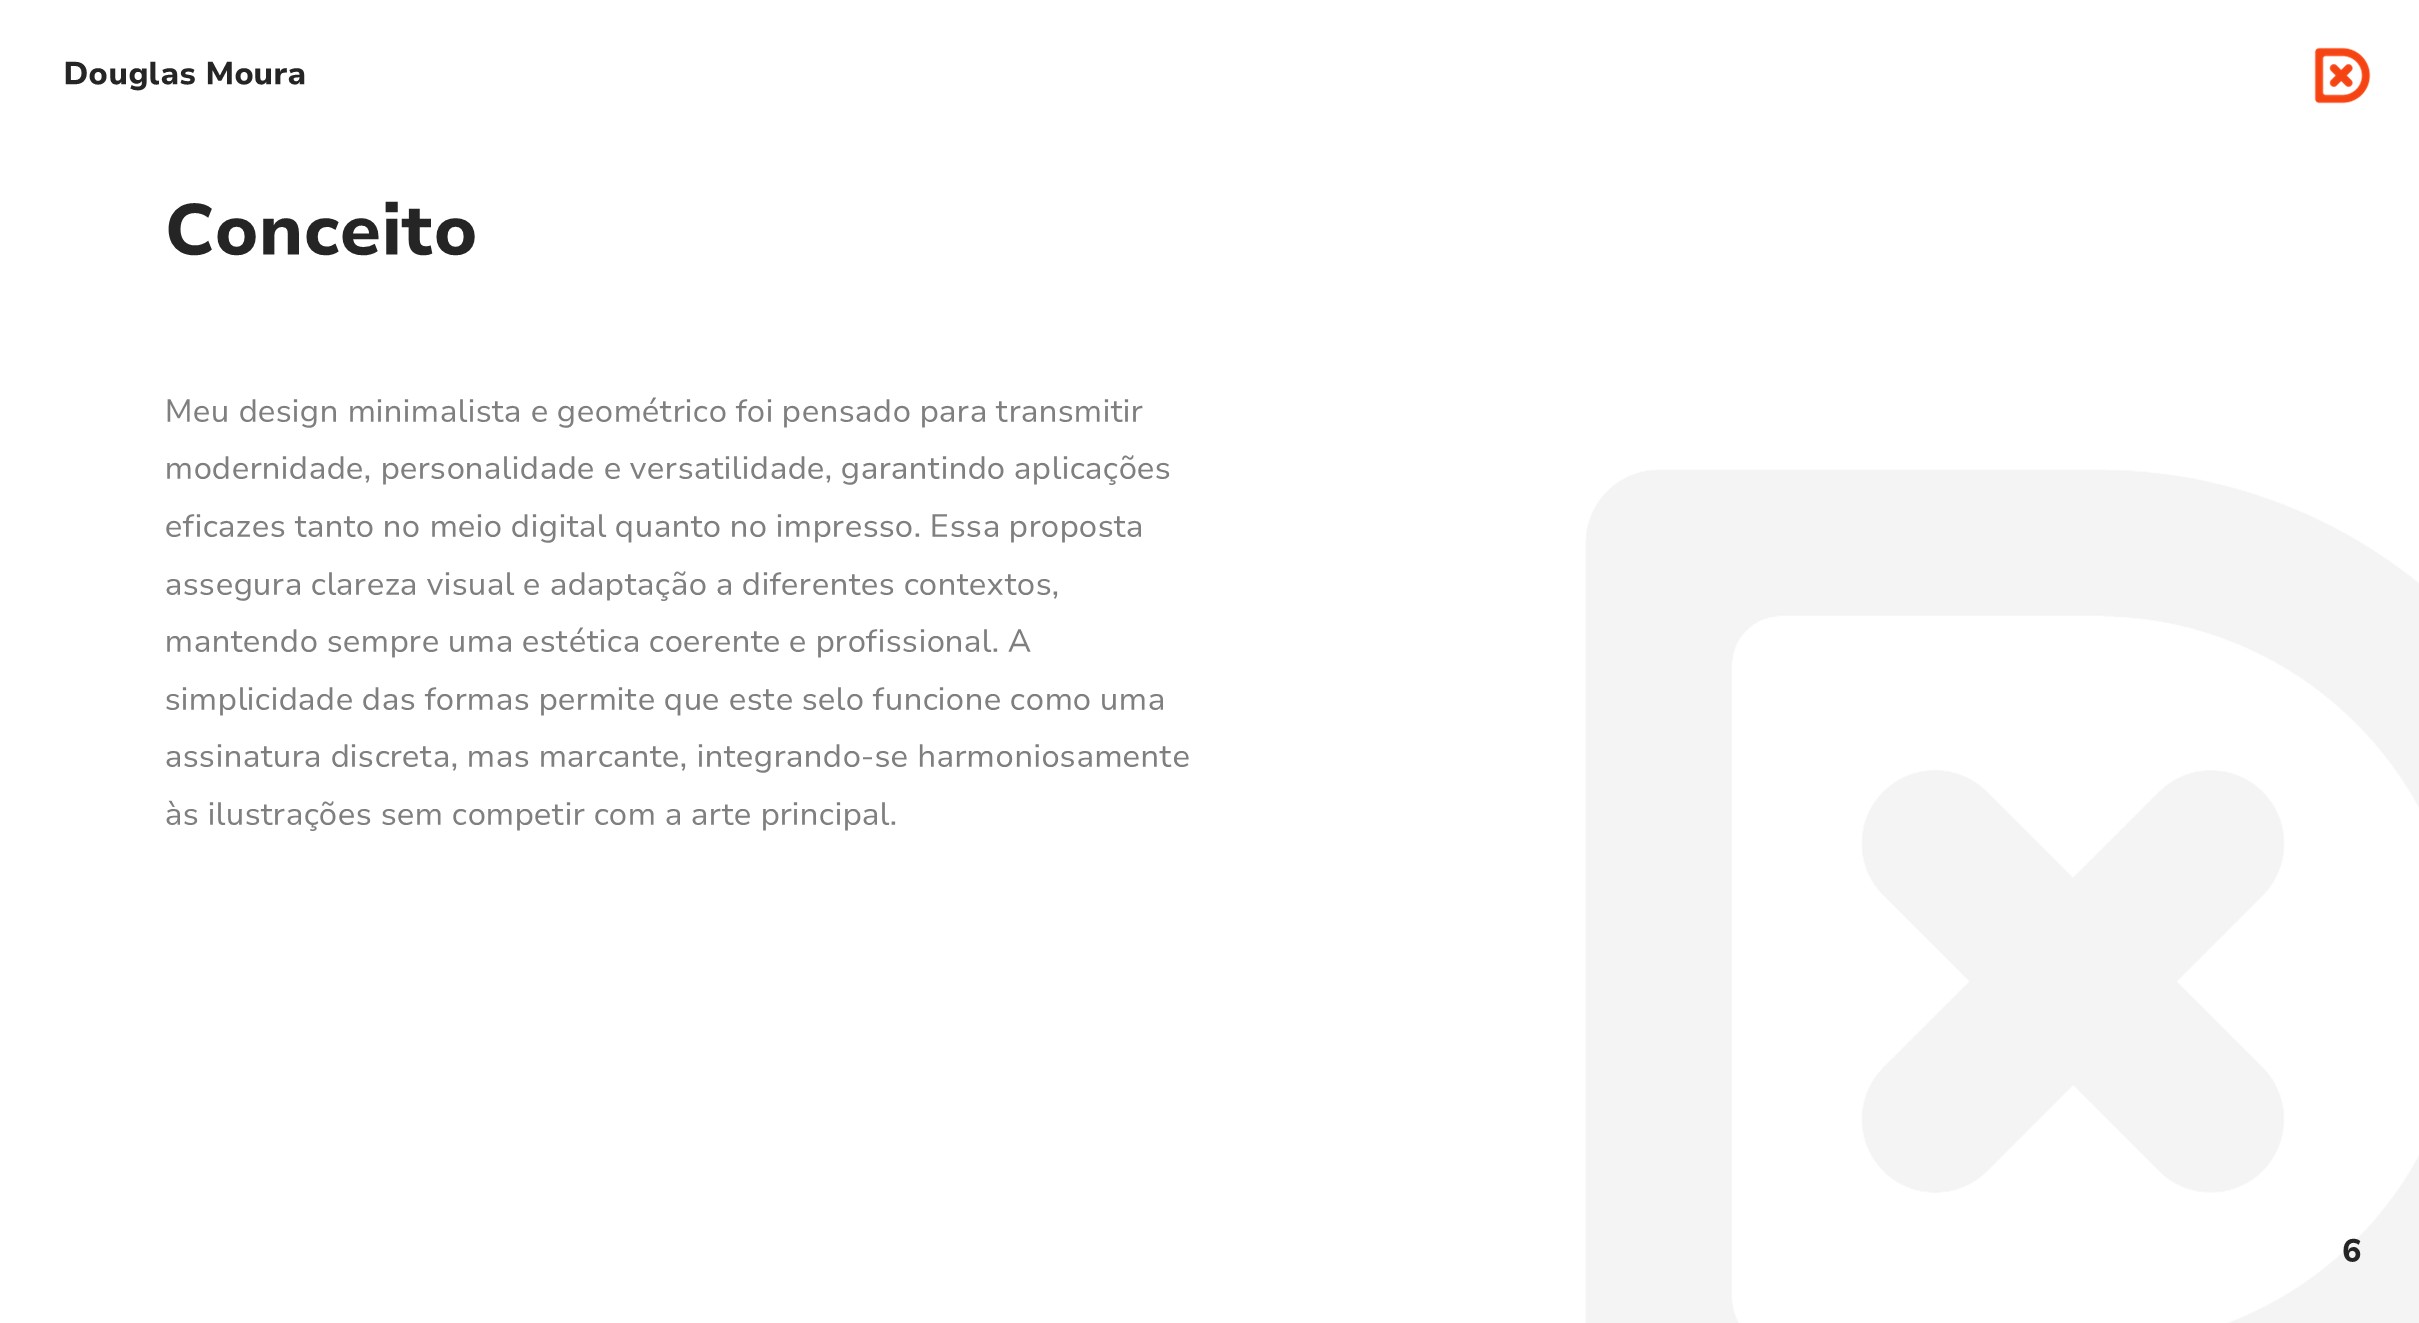 Douglas Moura
Conceito
Meu design minimalista e geométrico foi pensado para transmitir
modernidade, personalidade e versatilidade, garantindo aplicações
eficazes tanto no meio digital quanto no impresso. Essa proposta
assegura clareza visual e adaptação a diferentes contextos,
mantendo sempre uma estética coerente e profissional. A
simplicidade das formas permite que este selo funcione como uma
assinatura discreta, mas marcante, integrando-se harmoniosamente
às ilustrações sem competir com a arte principal.
6